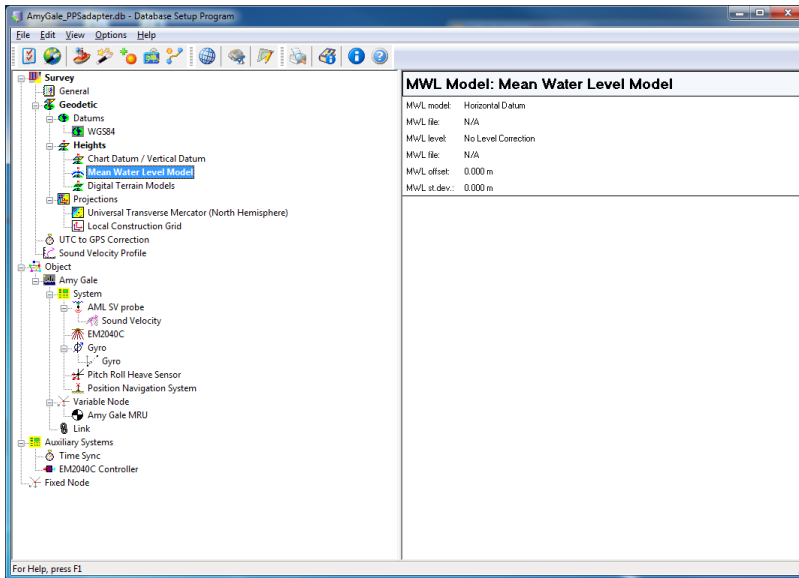 AmyGale_PPSadapter.db - Database Setup Program
File Edit View Options Help
Survey
General
Geodetic
Datums
WGS84
Heights
Chart Datum / Vertical Datum
Mean Water Level Model
Digital Terrain Models
Projections
Universal Transverse Mercator (North Hemisphere)
Local Construction Grid
UTC to GPS Correction
Sound Velocity Profile
Object
Amy Gale
System
AML SV probe
Sound Velocity
EM2040C
Gyro
Gyro
Pitch Roll Heave Sensor
Position Navigation System
Variable Node
Amy Gale MRU
Link
Auxiliary Systems
Time Sync
EM2040C Controller
Fixed Node
MWL Model: Mean Water Level Model
MWL model: Horizontal Datum
MWL file: N/A
MWL level: No Level Correction
MWL file: N/A
MWL offset: 0.000 m
MWL st.dev.: 0.000 m
For Help, press F1